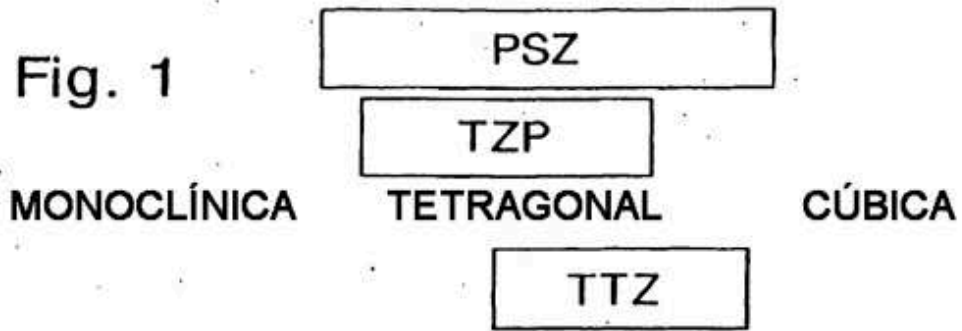 PSZ
Fig. 1
TZP
MONOCLÍNICA TETRAGONAL CÚBICA
TTZ